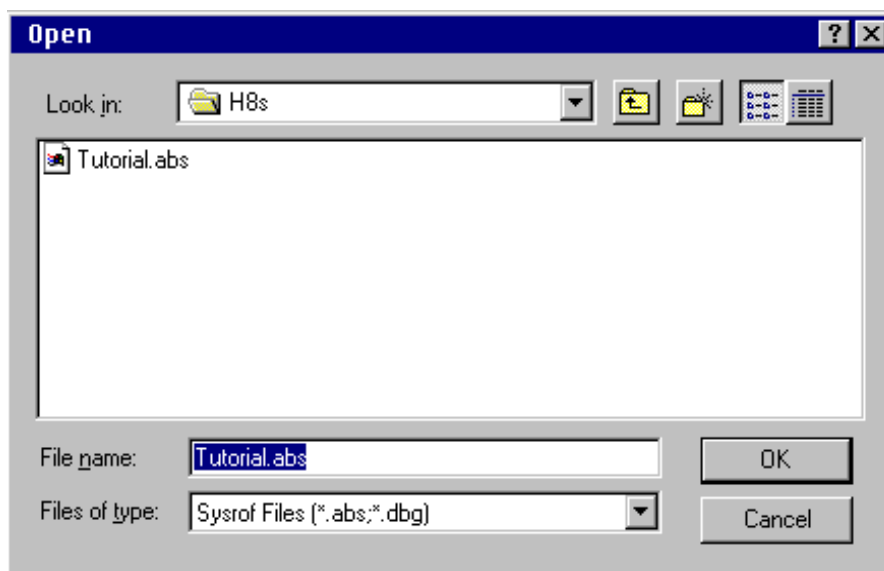 Open
Look in: H8s
Tutorial.abs
File name: Tutorial.abs
OK
Files of type: Sysrof Files (*.abs;*.dbg)
Cancel